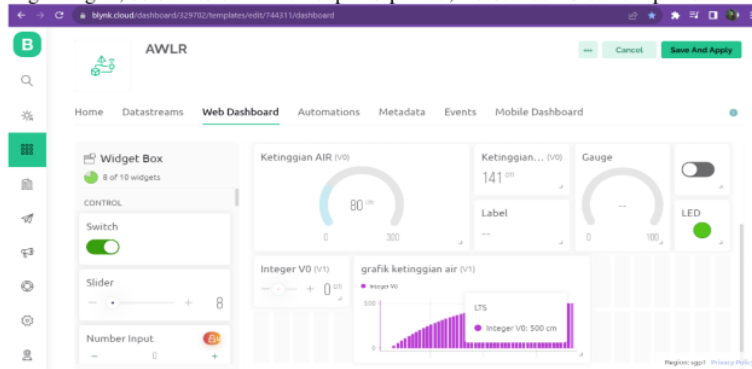 blynk.cloud/dashboard/329702/templates/edit/744311/dashboard
B
AWLR
Cancel
Save And Apply
Home Datastreams Web Dashboard Automations Metadata Events Mobile Dashboard
Widget Box
8 of 10 widgets
CONTROL
Switch
Slider
– + 8
Number Input
– 0 +
Ketinggian AIR (V0)
80 cm
0 300
Ketinggian... (V0)
141 cm
Label
--
Gauge
--
0 100
LED
Integer V0 (V1)
– + 0 cm
grafik ketinggian air (V1)
Integer V0
500
0
LTS
Integer V0: 500 cm
Region: sgp1 Privacy Policy